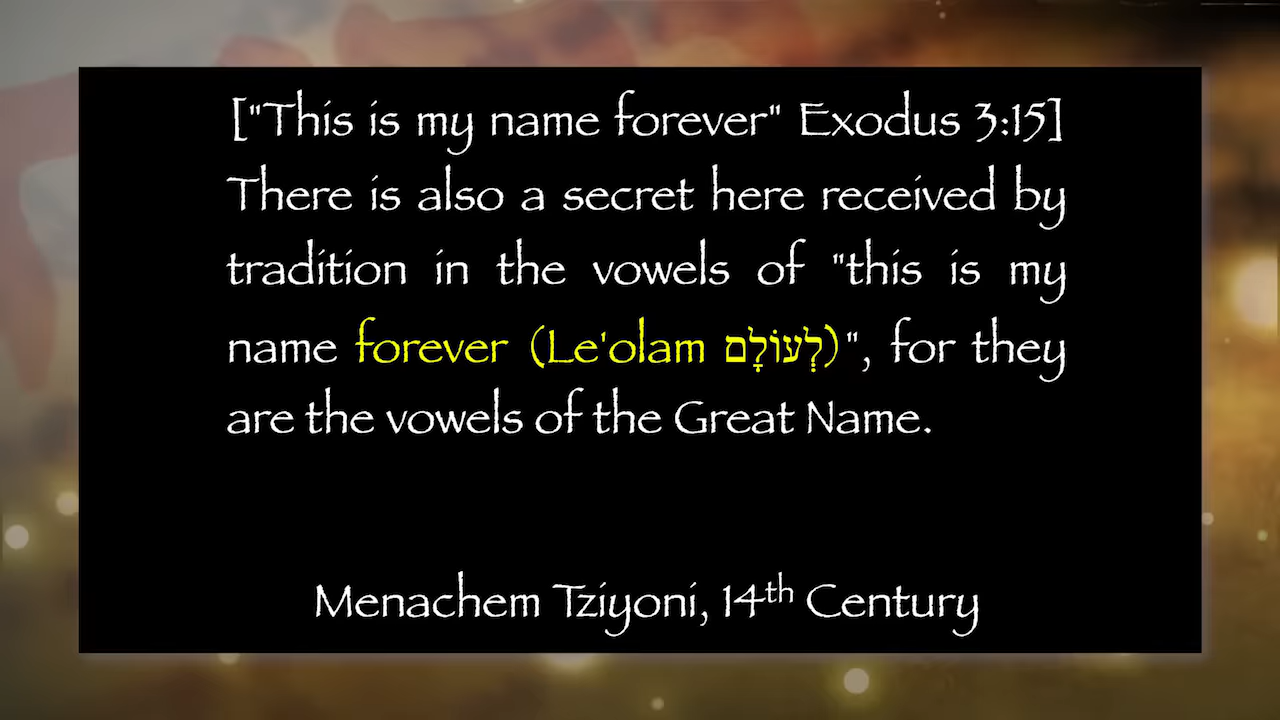 ["This is my name forever" Exodus 3:15]
There is also a secret here received by
tradition in the vowels of "this is my
name forever (Le'olam לְעוֹלָם)", for they
are the vowels of the Great Name.
Menachem Tziyoni, 14th Century